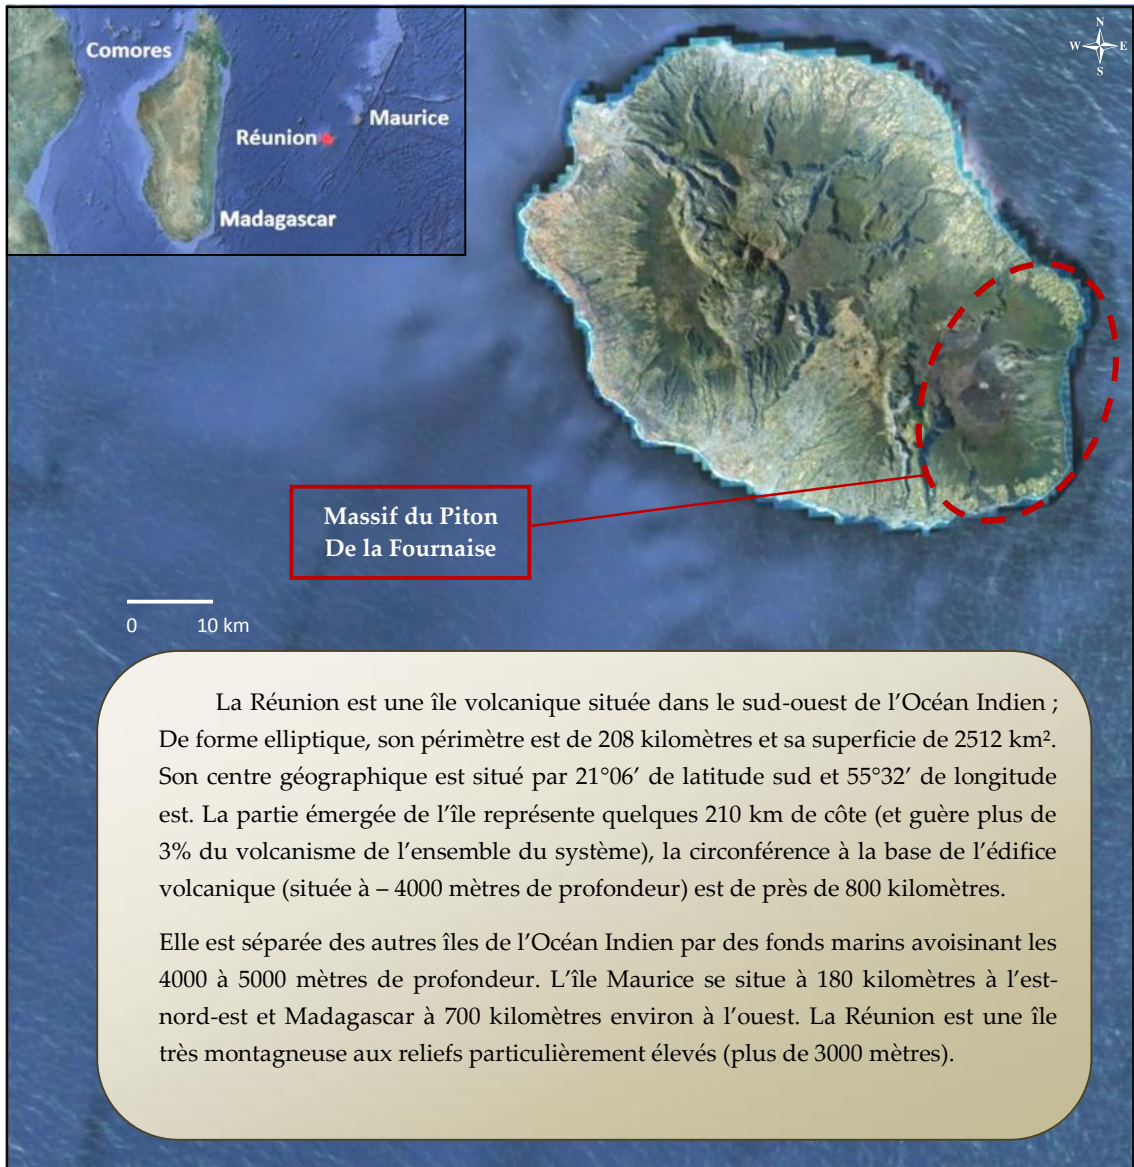 Comores
Maurice
Réunion
Madagascar
N
W E
S
Massif du Piton
De la Fournaise
0 10 km
La Réunion est une île volcanique située dans le sud-ouest de l’Océan Indien ;
De forme elliptique, son périmètre est de 208 kilomètres et sa superficie de 2512 km².
Son centre géographique est situé par 21°06’ de latitude sud et 55°32’ de longitude
est. La partie émergée de l’île représente quelques 210 km de côte (et guère plus de
3% du volcanisme de l’ensemble du système), la circonférence à la base de l’édifice
volcanique (située à – 4000 mètres de profondeur) est de près de 800 kilomètres.
Elle est séparée des autres îles de l’Océan Indien par des fonds marins avoisinant les
4000 à 5000 mètres de profondeur. L’île Maurice se situe à 180 kilomètres à l’est-
nord-est et Madagascar à 700 kilomètres environ à l’ouest. La Réunion est une île
très montagneuse aux reliefs particulièrement élevés (plus de 3000 mètres).